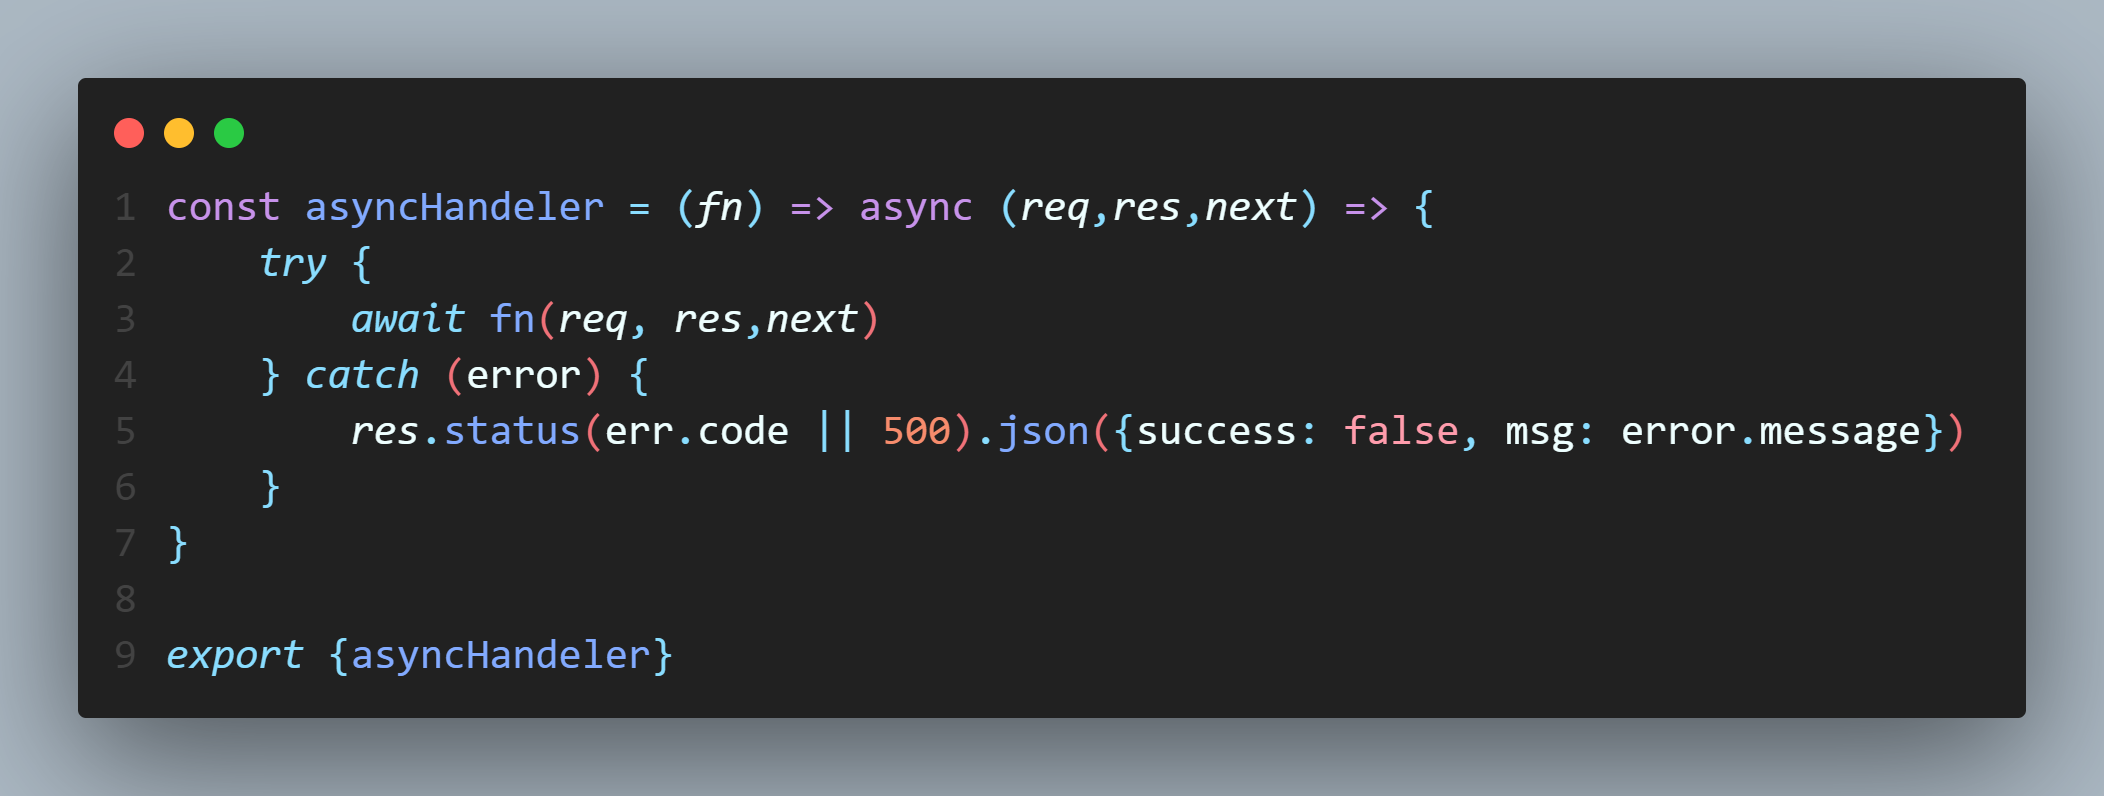 1 const asyncHandeler = (fn) => async (req,res,next) => {
2     try {
3         await fn(req, res,next)
4     } catch (error) {
5         res.status(err.code || 500).json({success: false, msg: error.message})
6     }
7 }
8
9 export {asyncHandeler}